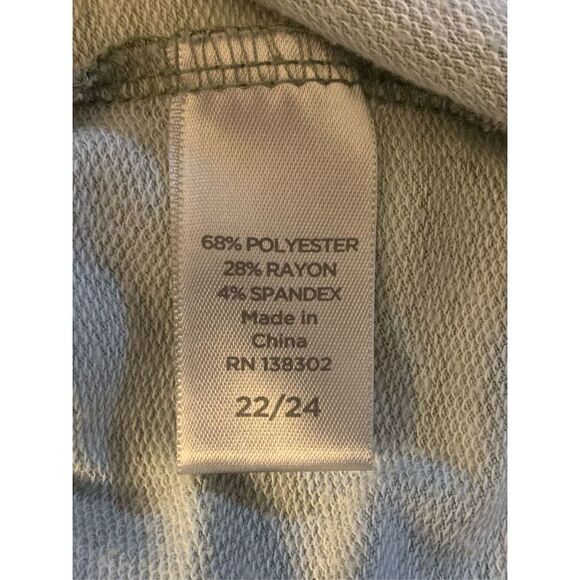 68% POLYESTER
28% RAYON
4% SPANDEX
Made in
China
RN 138302
22/24